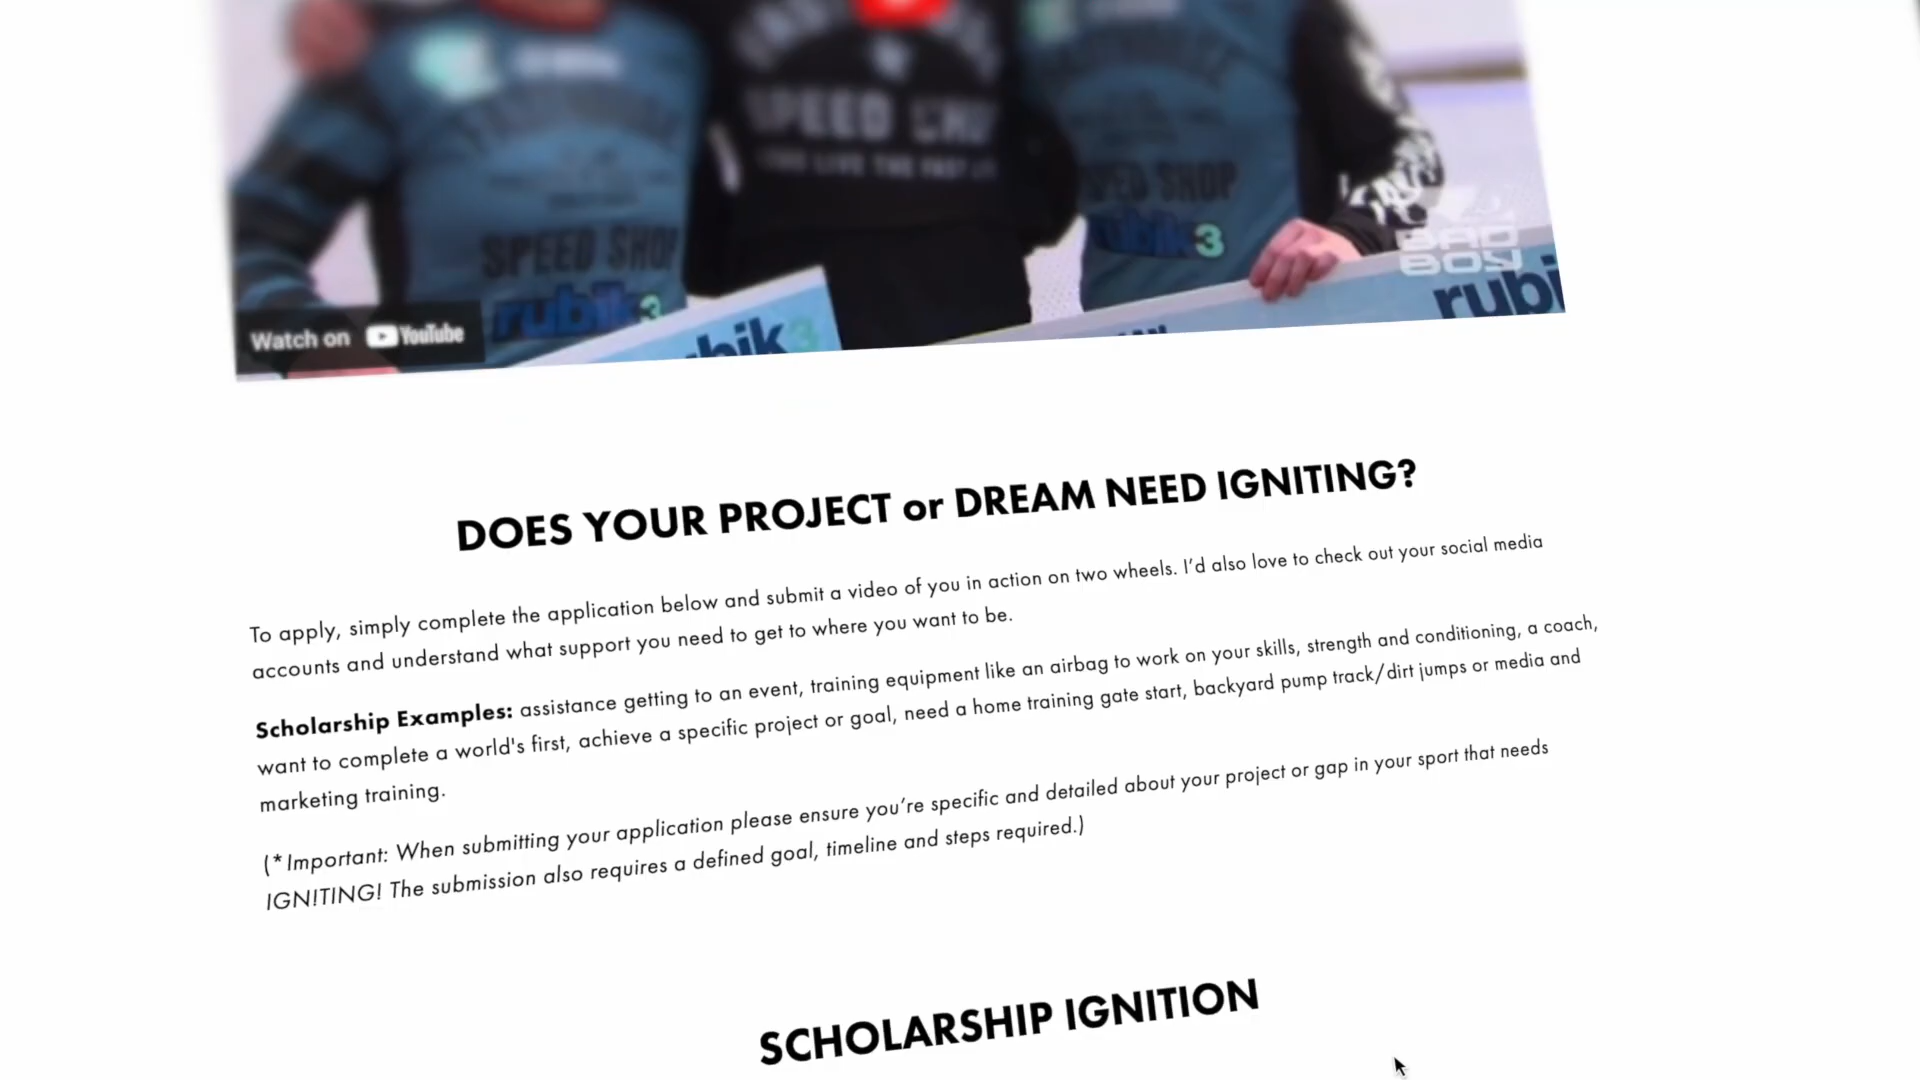 SPEED
SPEED SHOP
SPEED SHOP
rubik3
rubik3
BAD
BOY
Watch on YouTube
DOES YOUR PROJECT or DREAM NEED IGNITING?
To apply, simply complete the application below and submit a video of you in action on two wheels. I’d also love to check out your social media
accounts and understand what support you need to get to where you want to be.
Scholarship Examples: assistance getting to an event, training equipment like an airbag to work on your skills, strength and conditioning, a coach,
want to complete a world's first, achieve a specific project or goal, need a home training gate start, backyard pump track/dirt jumps or media and
marketing training.
(*Important: When submitting your application please ensure you’re specific and detailed about your project or gap in your sport that needs
IGN!TING! The submission also requires a defined goal, timeline and steps required.)
SCHOLARSHIP IGNITION